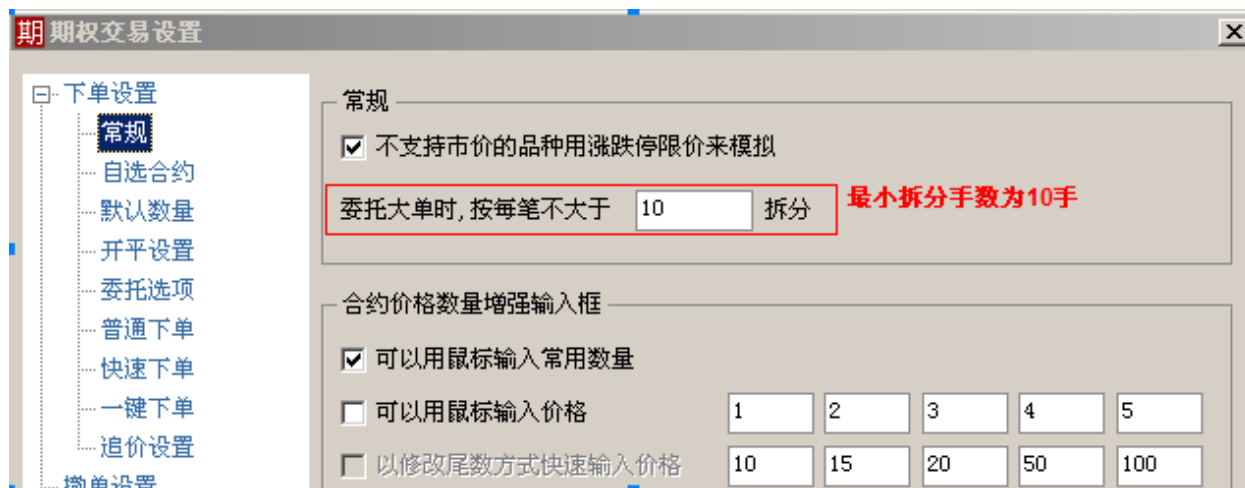 期 期权交易设置
下单设置
常规
自选合约
默认数量
开平设置
委托选项
普通下单
快速下单
一键下单
追价设置
撤单设置
常规
不支持市价的品种用涨跌停限价来模拟
委托大单时,按每笔不大于 10 拆分 最小拆分手数为10手
合约价格数量增强输入框
可以用鼠标输入常用数量
可以用鼠标输入价格 1 2 3 4 5
以修改尾数方式快速输入价格 10 15 20 50 100